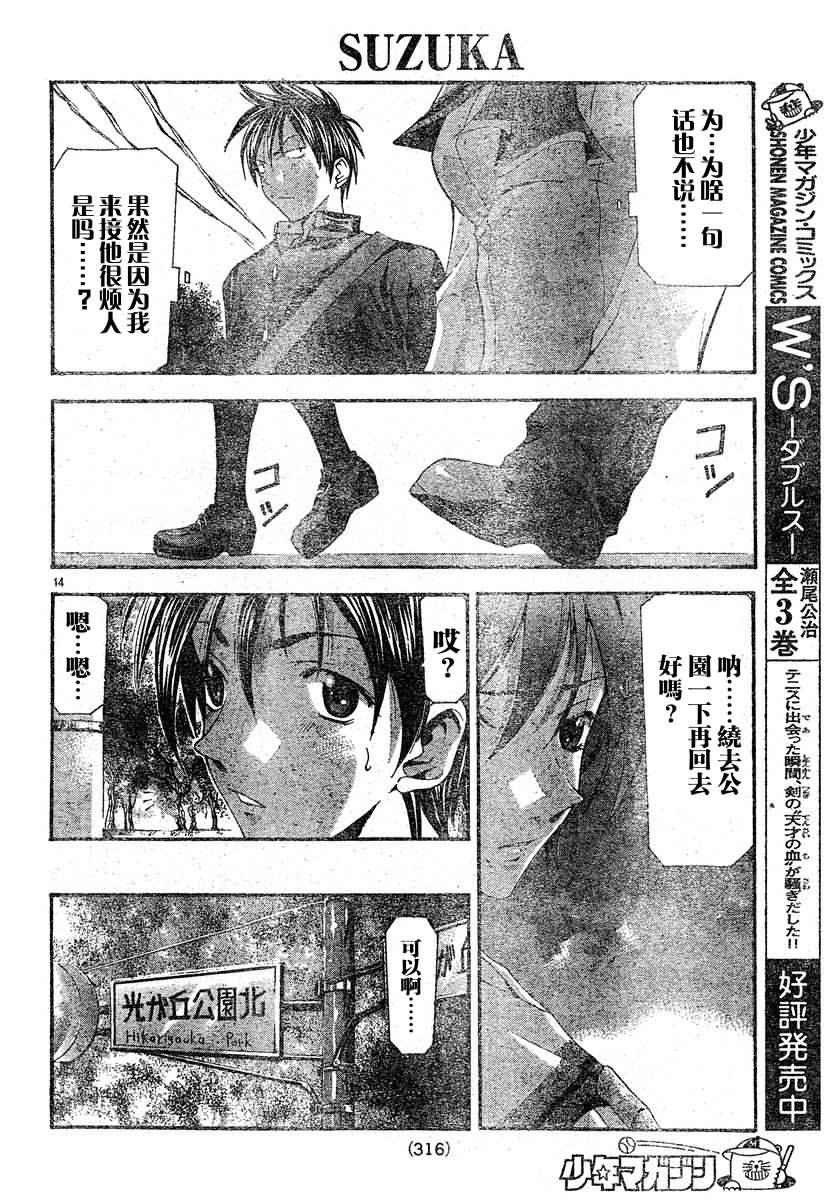 SUZUKA
为…为啥一句
话也不说……
果然是因为我
来接他很烦人
是吗……?
コツ
コツ
14
呐……繞去公
園一下再回去
好嗎?
哎?
嗯…嗯…
可以啊……
光が丘公園北
Hikarigaoka Park
(316)
少年マガジン・コミックス
SHONEN MAGAZINE COMICS
W'S
ーダブルスー
瀬尾公治
全3巻
テニスに出会った瞬間、剣の"天才の血"が騒ぎだした!!
好評発売中
少年マガジン